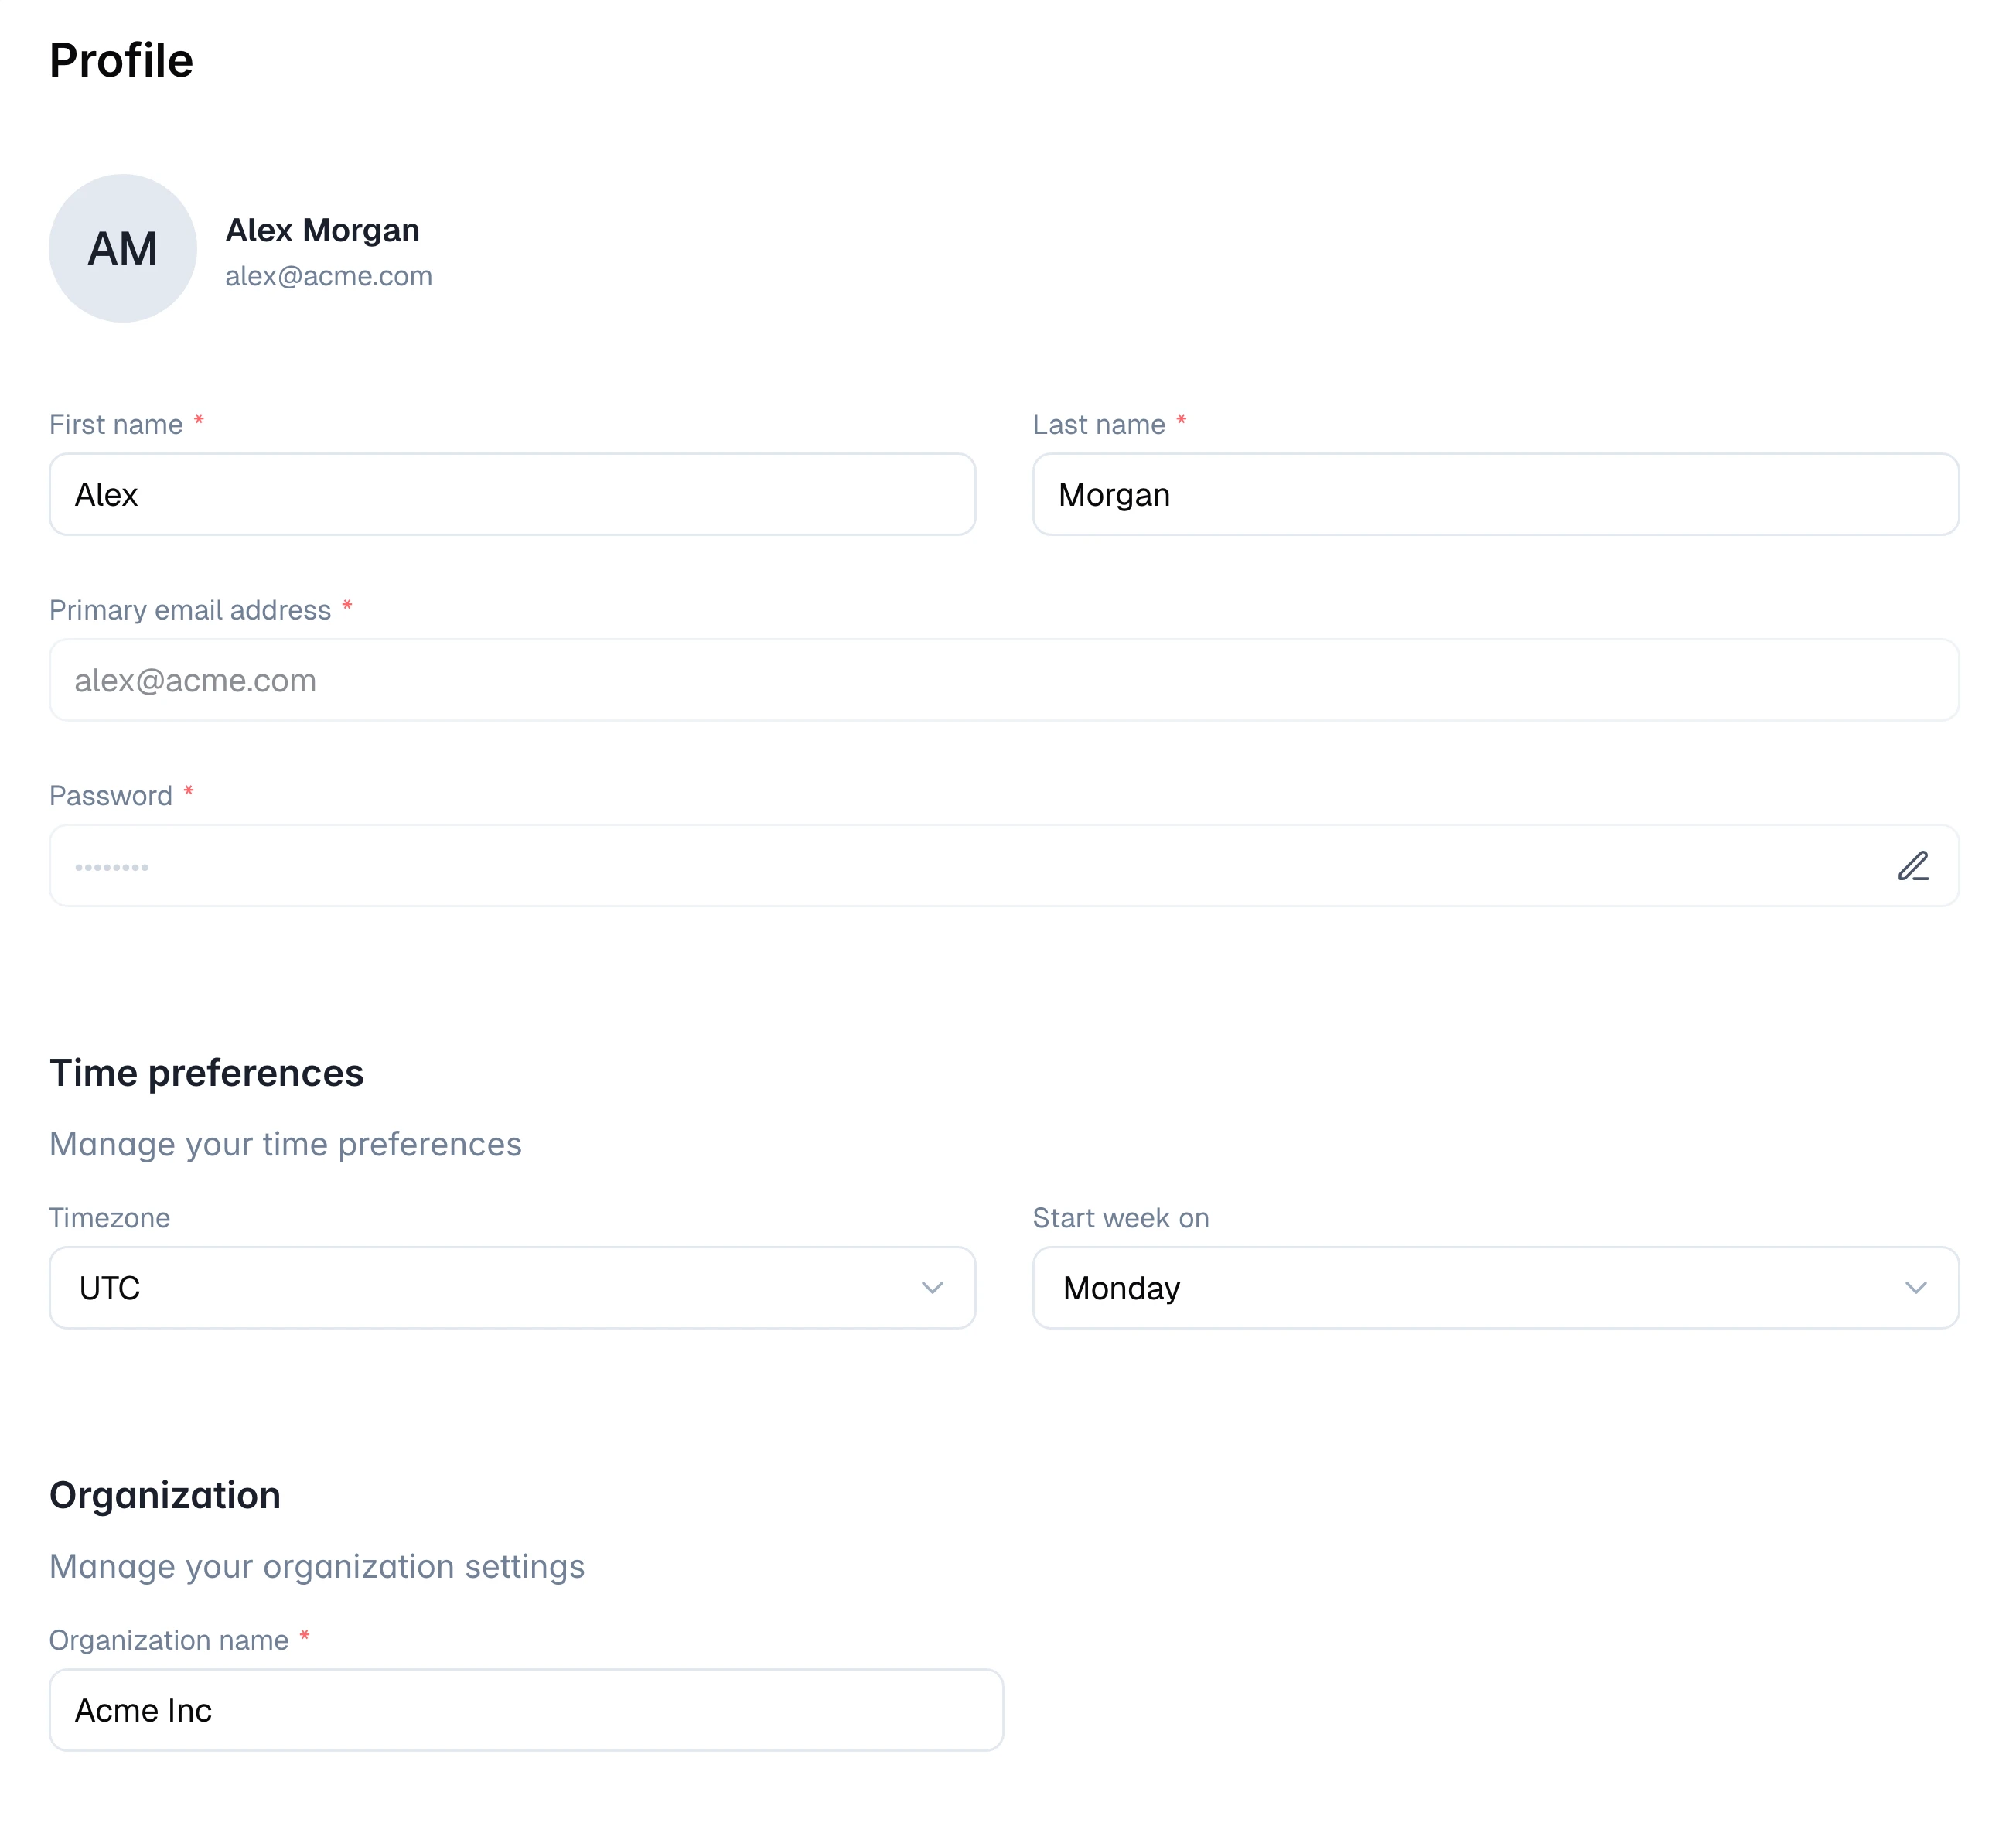 Profile
AM
Alex Morgan
alex@acme.com
First name *
Alex
Last name *
Morgan
Primary email address *
alex@acme.com
Password *
••••••••
Time preferences
Manage your time preferences
Timezone
UTC
Start week on
Monday
Organization
Manage your organization settings
Organization name *
Acme Inc